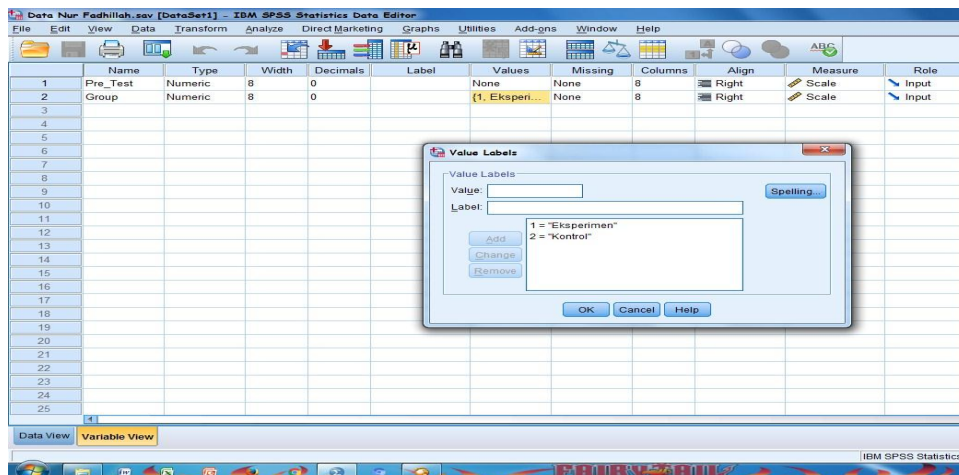 Data Nur Fadhillah.sav [DataSet1] - IBM SPSS Statistics Data Editor
File Edit View Data Transform Analyze Direct Marketing Graphs Utilities Add-ons Window Help
Name Type Width Decimals Label Values Missing Columns Align Measure Role
1 Pre_Test Numeric 8 0 None None 8 Right Scale Input
2 Group Numeric 8 0 {1, Eksperi... None 8 Right Scale Input
3
4
5
6
7
8
9
10
11
12
13
14
15
16
17
18
19
20
21
22
23
24
25
Value Labels
Value Labels
Value:
Spelling...
Label:
1 = "Eksperimen"
Add
2 = "Kontrol"
Change
Remove
OK Cancel Help
Data View Variable View
IBM SPSS Statistics
FAIRY TAIL